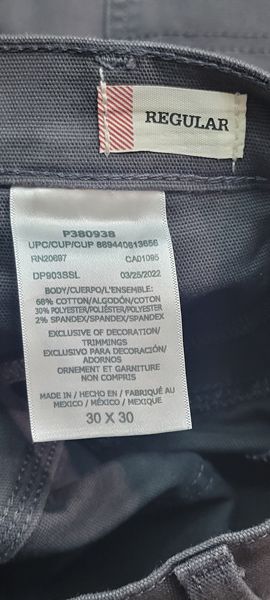 REGULAR
P380938
UPC/CUP/CUP 889440813656
RN20697 CA01095
DP903SSL 03/25/2022
BODY/CUERPO/L'ENSEMBLE:
68% COTTON/ALGODÓN/COTON
30% POLYESTER/POLIÉSTER/POLYESTER
2% SPANDEX/SPANDEX/SPANDEX
EXCLUSIVE OF DECORATION/
TRIMMINGS
EXCLUSIVO PARA DECORACIÓN/
ADORNOS
ORNEMENT ET GARNITURE
NON COMPRIS
MADE IN / HECHO EN / FABRIQUÉ AU
MEXICO / MÉXICO / MEXIQUE
30 X 30